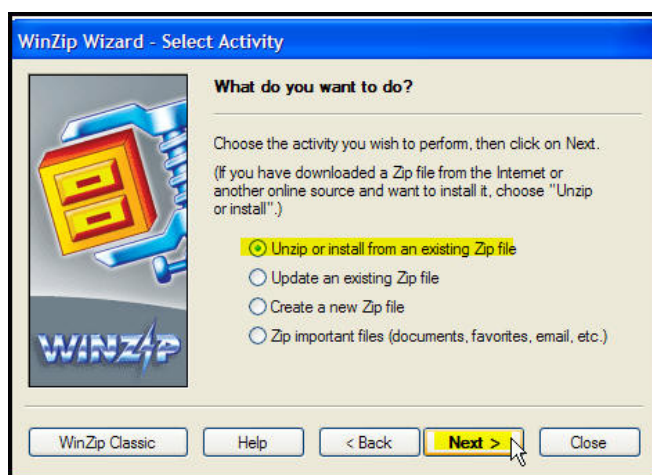 WinZip Wizard - Select Activity
What do you want to do?
Choose the activity you wish to perform, then click on Next.
(If you have downloaded a Zip file from the Internet or
another online source and want to install it, choose "Unzip
or install".)
Unzip or install from an existing Zip file
Update an existing Zip file
Create a new Zip file
Zip important files (documents, favorites, email, etc.)
WINZIP
WinZip Classic Help < Back Next > Close